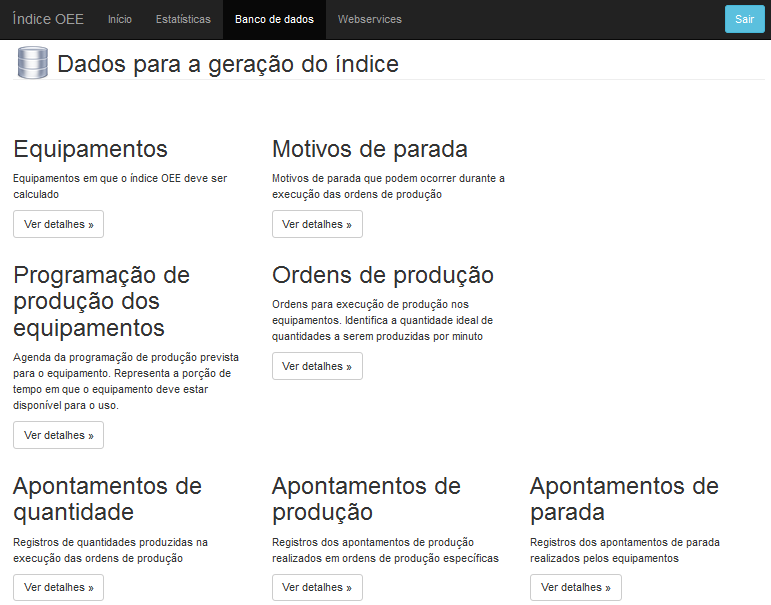 Índice OEE Início Estatísticas Banco de dados Webservices Sair
Dados para a geração do índice
Equipamentos
Equipamentos em que o índice OEE deve ser
calculado
Ver detalhes »
Motivos de parada
Motivos de parada que podem ocorrer durante a
execução das ordens de produção
Ver detalhes »
Programação de
produção dos
equipamentos
Agenda da programação de produção prevista
para o equipamento. Representa a porção de
tempo em que o equipamento deve estar
disponível para o uso.
Ver detalhes »
Ordens de produção
Ordens para execução de produção nos
equipamentos. Identifica a quantidade ideal de
quantidades a serem produzidas por minuto
Ver detalhes »
Apontamentos de
quantidade
Registros de quantidades produzidas na
execução das ordens de produção
Ver detalhes »
Apontamentos de
produção
Registros dos apontamentos de produção
realizados em ordens de produção específicas
Ver detalhes »
Apontamentos de
parada
Registros dos apontamentos de parada
realizados pelos equipamentos
Ver detalhes »